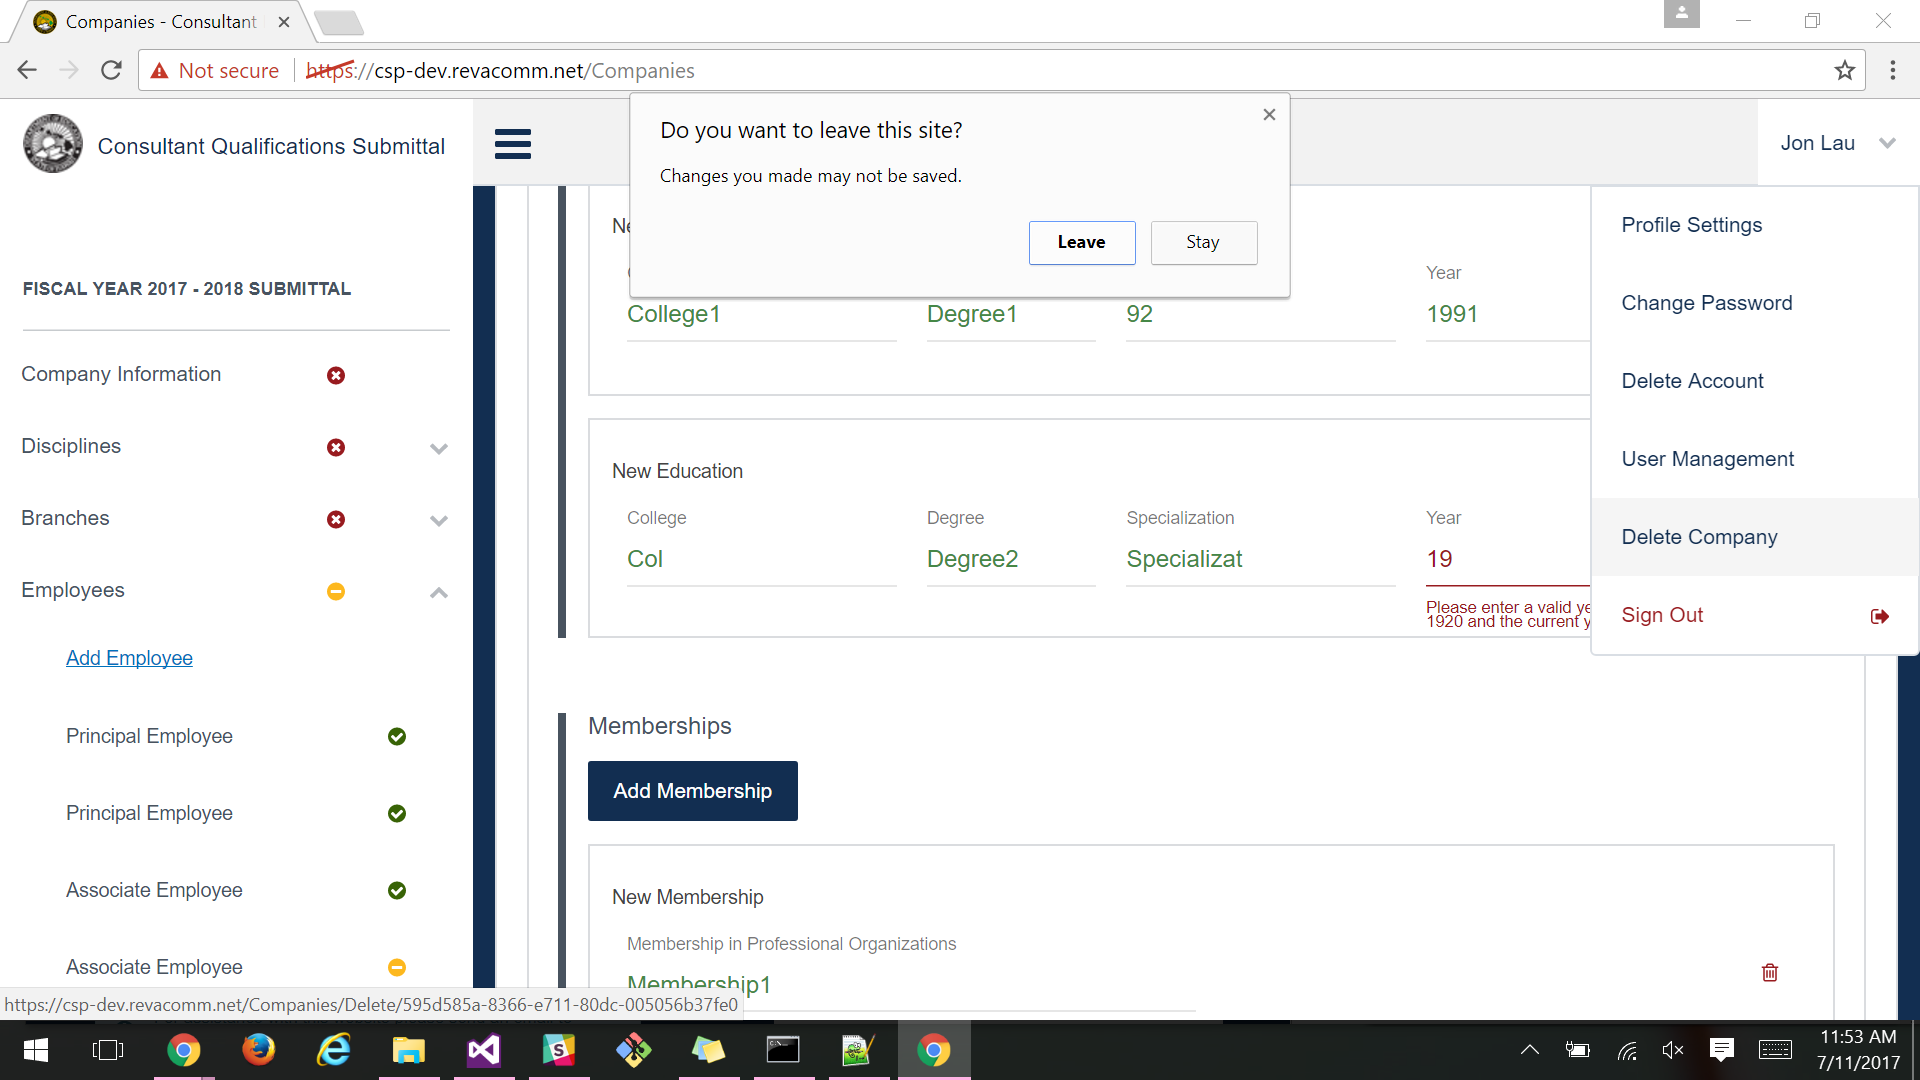 Companies - Consultant
Not secure
https://csp-dev.revacomm.net/Companies
Do you want to leave this site?
Changes you made may not be saved.
Leave
Stay
Consultant Qualifications Submittal
Jon Lau
Profile Settings
Change Password
Delete Account
User Management
Delete Company
Sign Out
FISCAL YEAR 2017 - 2018 SUBMITTAL
Company Information
Disciplines
Branches
Employees
Add Employee
Principal Employee
Principal Employee
Associate Employee
Associate Employee
Year
College1 Degree1 92 1991
New Education
College Degree Specialization Year
Col Degree2 Specializat 19
Please enter a valid ye
1920 and the current y
Memberships
Add Membership
New Membership
Membership in Professional Organizations
Membership1
https://csp-dev.revacomm.net/Companies/Delete/595d585a-8366-e711-80dc-005056b37fe0
11:53 AM
7/11/2017